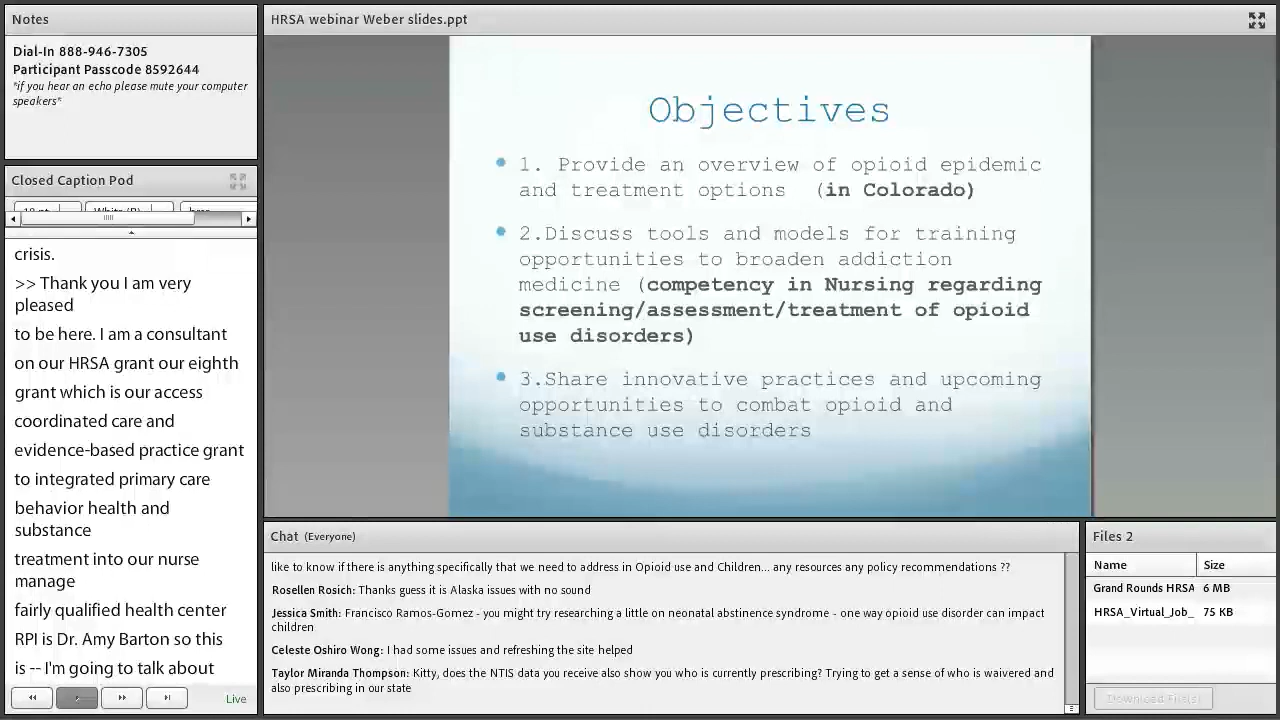 Notes
Dial-In 888-946-7305
Participant Passcode 8592644
*if you hear an echo please mute your computer
speakers*
Closed Caption Pod
crisis.
>> Thank you I am very
pleased
to be here. I am a consultant
on our HRSA grant our eighth
grant which is our access
coordinated care and
evidence-based practice grant
to integrated primary care
behavior health and
substance
treatment into our nurse
manage
fairly qualified health center
RPI is Dr. Amy Barton so this
is -- I'm going to talk about
Live
HRSA webinar Weber slides.ppt
Objectives
1. Provide an overview of opioid epidemic
and treatment options (in Colorado)
2.Discuss tools and models for training
opportunities to broaden addiction
medicine (competency in Nursing regarding
screening/assessment/treatment of opioid
use disorders)
3.Share innovative practices and upcoming
opportunities to combat opioid and
substance use disorders
Chat (Everyone)
like to know if there is anything specifically that we need to address in Opioid use and Children... any resources any policy recommendations ??
Rosellen Rosich: Thanks guess it is Alaska issues with no sound
Jessica Smith: Francisco Ramos-Gomez - you might try researching a little on neonatal abstinence syndrome - one way opioid use disorder can impact
children
Celeste Oshiro Wong: I had some issues and refreshing the site helped
Taylor Miranda Thompson: Kitty, does the NTIS data you receive also show you who is currently prescribing? Trying to get a sense of who is waivered and
also prescribing in our state
Files 2
Name Size
Grand Rounds HRSA 6 MB
HRSA_Virtual_Job_ 75 KB
Download File(s)